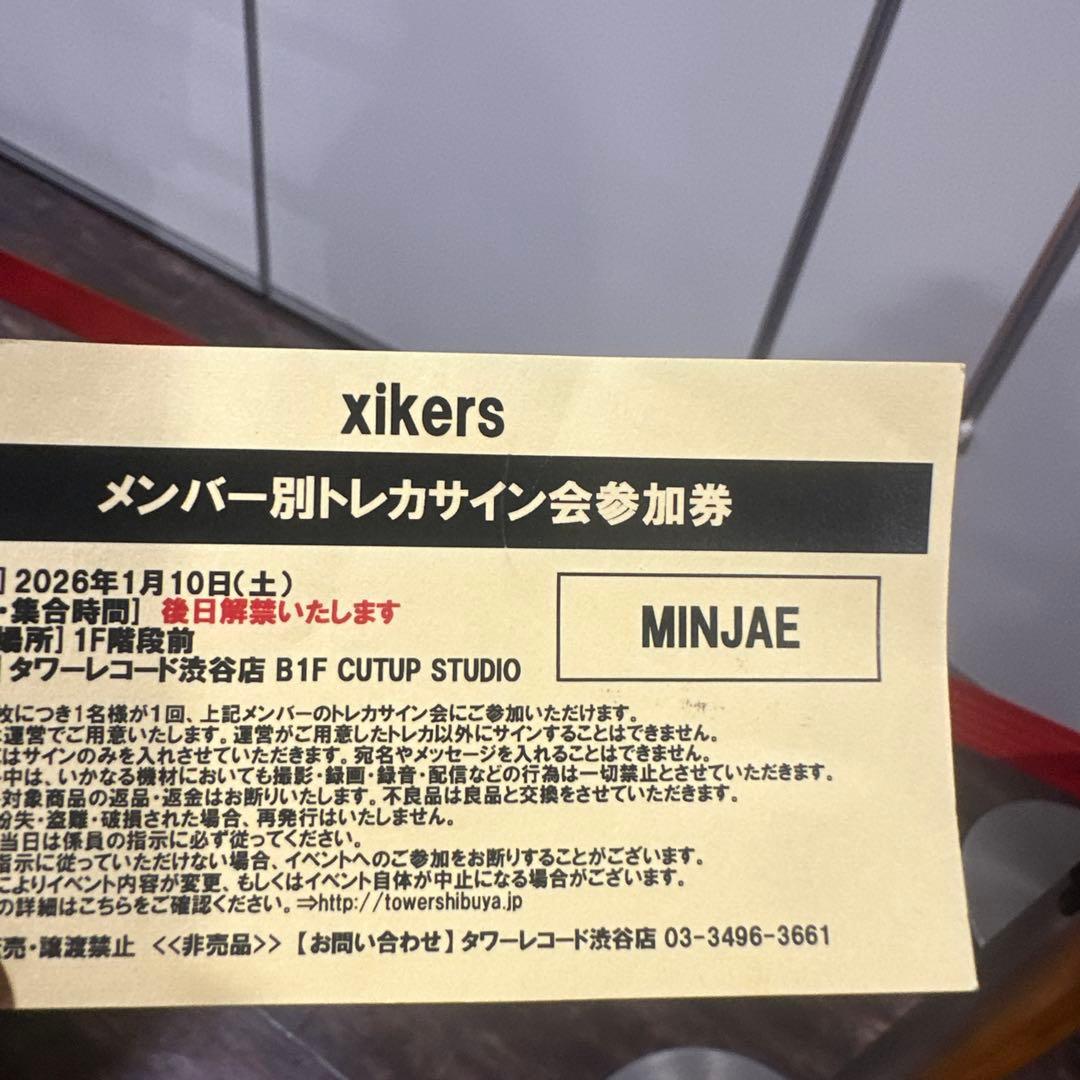 xikers
メンバー別トレカサイン会参加券
] 2026年1月10日(土)
・集合時間] 後日解禁いたします
場所] 1F階段前
タワーレコード渋谷店 B1F CUTUP STUDIO
MINJAE
枚につき1名様が1回、上記メンバーのトレカサイン会にご参加いただけます。
は運営でご用意いたします。運営がご用意したトレカ以外にサインすることはできません。
はサインのみを入れさせていただきます。宛名やメッセージを入れることはできません。
中は、いかなる機材においても撮影・録画・録音・配信などの行為は一切禁止とさせていただきます。
対象商品の返品・返金はお断りいたします。不良品は良品と交換をさせていただきます。
紛失・盗難・破損された場合、再発行はいたしません。
当日は係員の指示に必ず従ってください。
指示に従っていただけない場合、イベントへのご参加をお断りすることがございます。
によりイベント内容が変更、もしくはイベント自体が中止になる場合がございます。
の詳細はこちらをご確認ください。⇒http://towershibuya.jp
売・譲渡禁止 <<非売品>> 【お問い合わせ】タワーレコード渋谷店 03-3496-3661